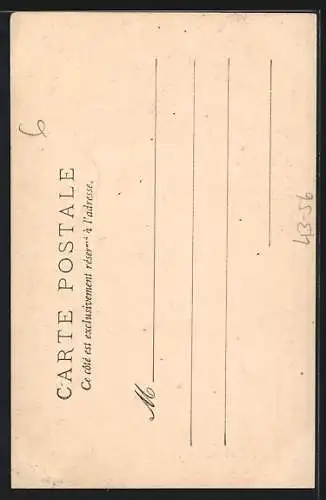 CARTE POSTALE
Ce côté est exclusivement réservé à l'adresse.
M
6
43-56